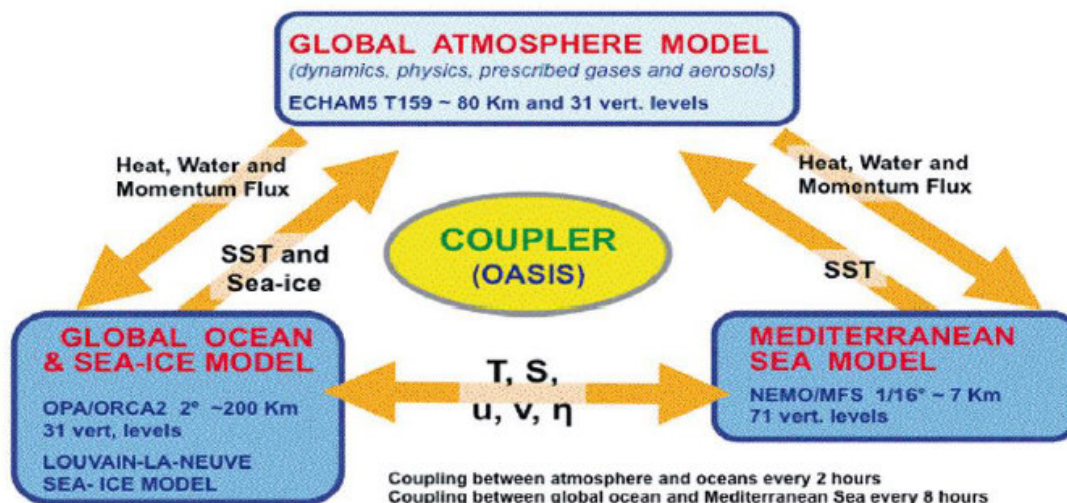 GLOBAL ATMOSPHERE MODEL
(dynamics, physics, prescribed gases and aerosols)
ECHAM5 T159 ~ 80 Km and 31 vert. levels
Heat, Water and
Momentum Flux
SST and
Sea-ice
COUPLER
(OASIS)
Heat, Water and
Momentum Flux
SST
GLOBAL OCEAN
& SEA-ICE MODEL
OPA/ORCA2 2° ~200 Km
31 vert, levels
LOUVAIN-LA-NEUVE
SEA- ICE MODEL
T, S,
u, v, η
MEDITERRANEAN
SEA MODEL
NEMO/MFS 1/16° ~ 7 Km
71 vert. levels
Coupling between atmosphere and oceans every 2 hours
Coupling between global ocean and Mediterranean Sea every 8 hours